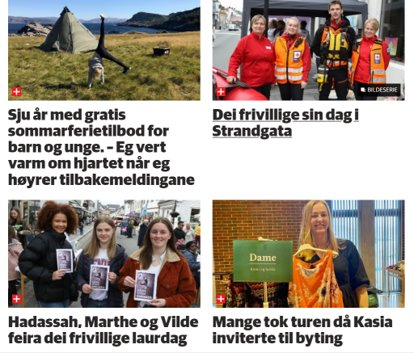 BILDESERIE
Sju år med gratis
sommarferietilbod for
barn og unge. – Eg vert
varm om hjartet når eg
høyrer tilbakemeldingane
Dei frivillige sin dag i
Strandgata
Dame
Hadassah, Marthe og Vilde
feira dei frivillige laurdag
Mange tok turen då Kasia
inviterte til byting